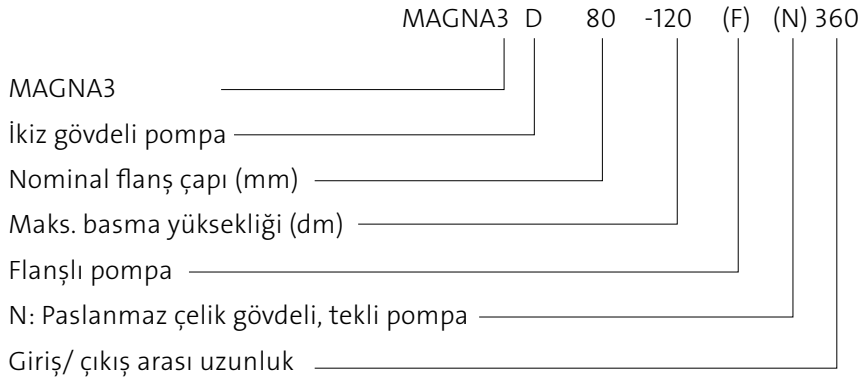 MAGNA3 D 80 -120 (F) (N) 360
MAGNA3
İkiz gövdeli pompa
Nominal flanş çapı (mm)
Maks. basma yüksekliği (dm)
Flanşlı pompa
N: Paslanmaz çelik gövdeli, tekli pompa
Giriş/ çıkış arası uzunluk